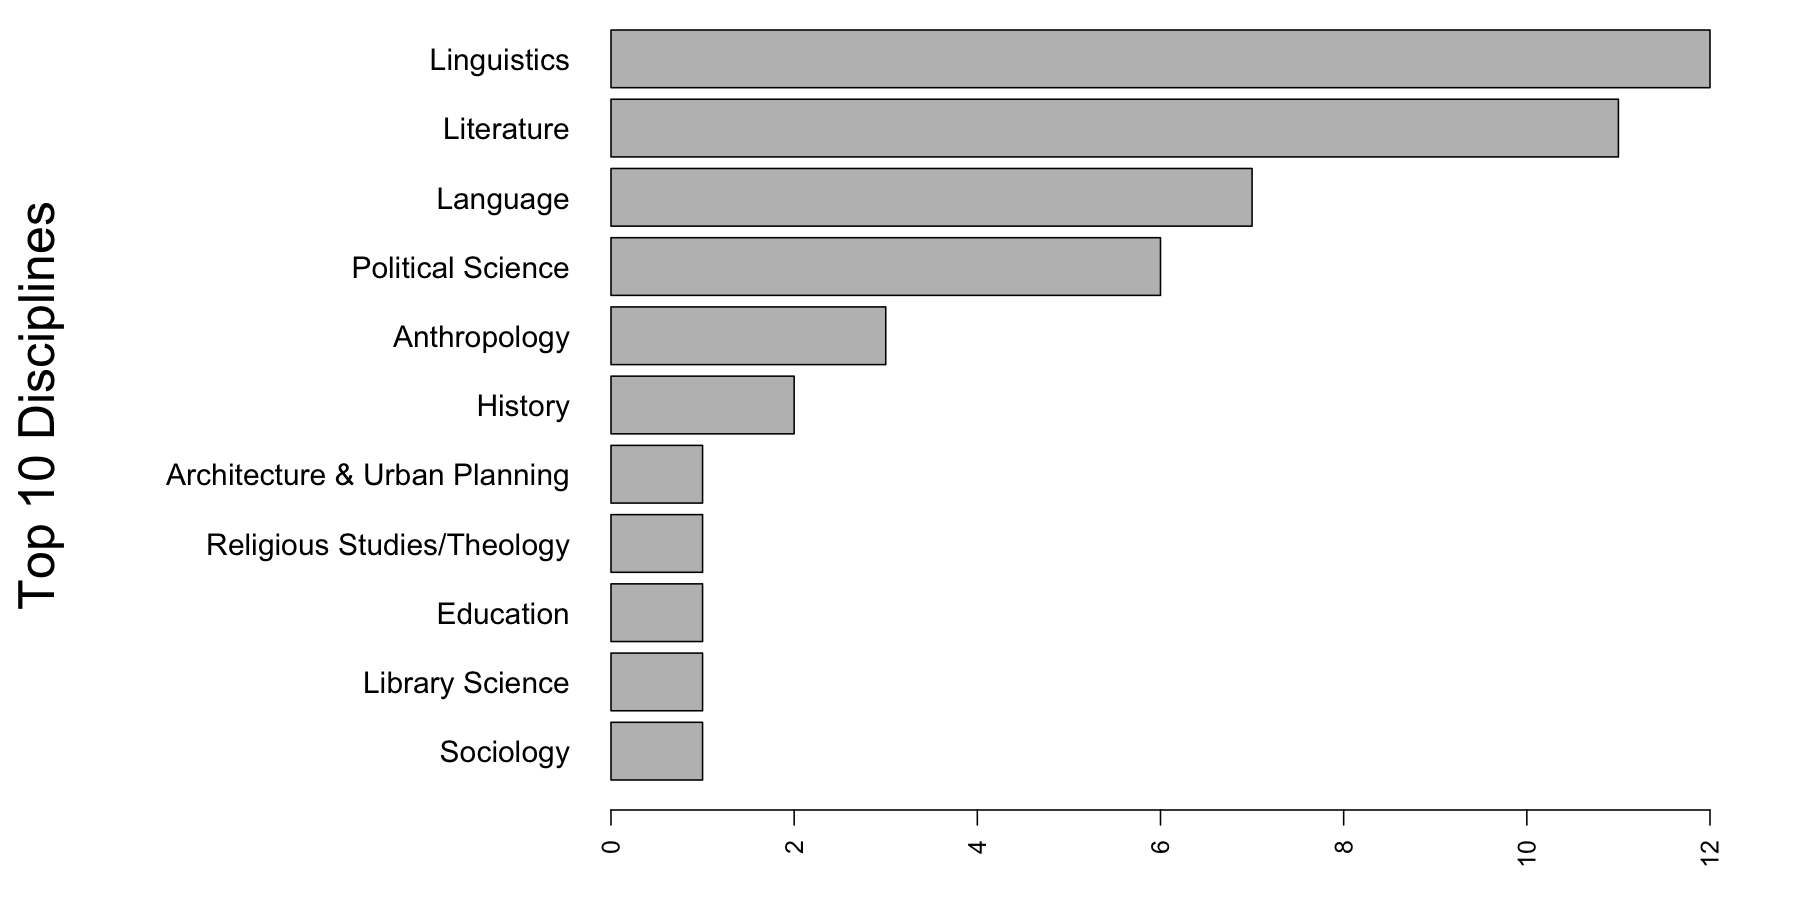 Top 10 Disciplines
Linguistics
Literature
Language
Political Science
Anthropology
History
Architecture & Urban Planning
Religious Studies/Theology
Education
Library Science
Sociology
0 2 4 6 8 10 12